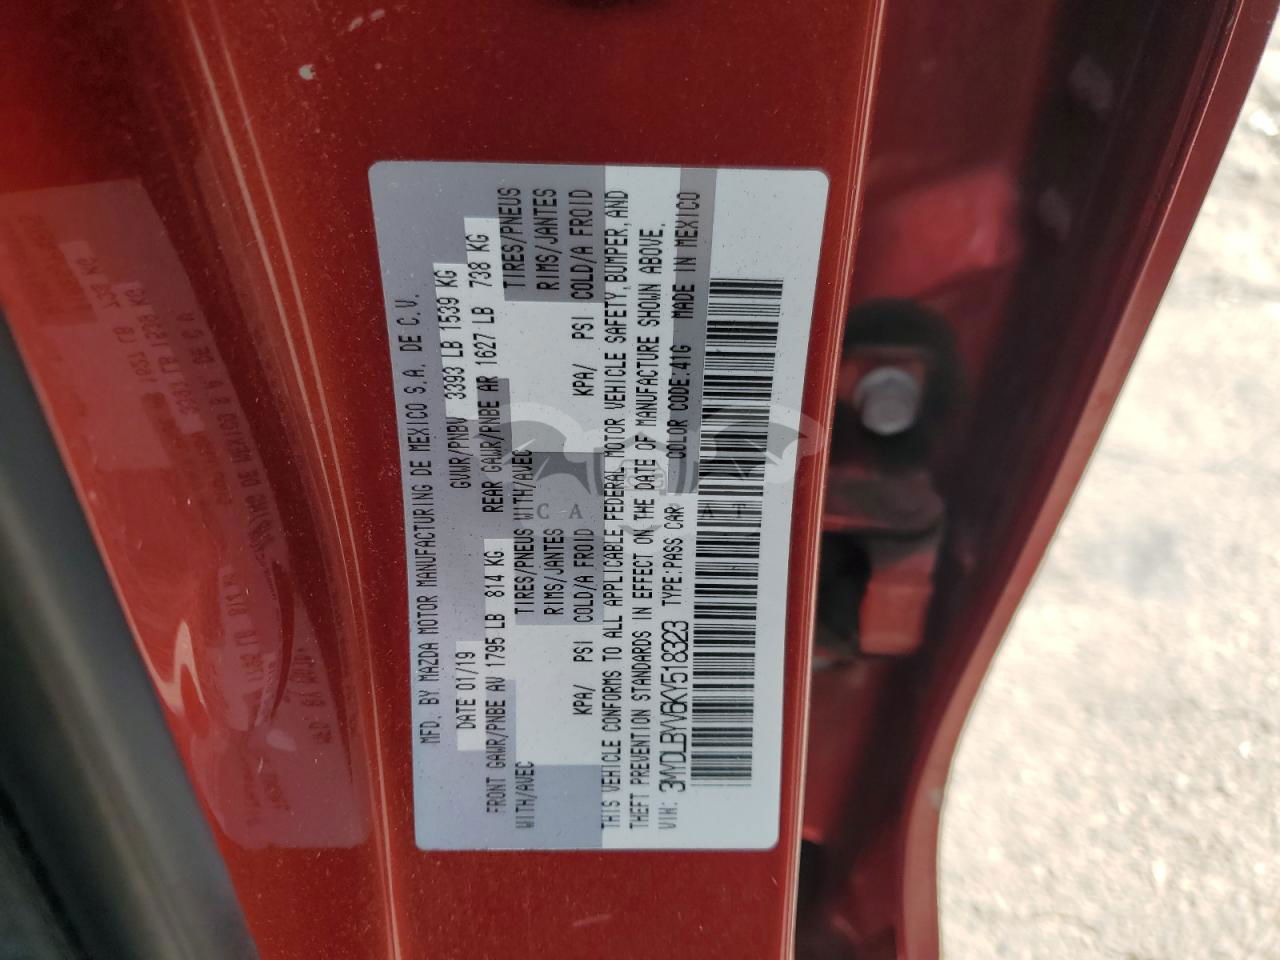 MFD. BY MAZDA MOTOR MANUFACTURING DE MEXICO S.A. DE C.V.
DATE 01/19 GVWR/PNBV 3393 LB 1539 KG
FRONT GAWR/PNBE AV 1795 LB 814 KG REAR GAWR/PNBE AR 1627 LB 738 KG
WITH/AVEC TIRES/PNEUS WITH/AVEC TIRES/PNEUS
RIMS/JANTES RIMS/JANTES
KPA/ PSI COLD/A FROID KPA/ PSI COLD/A FROID
THIS VEHICLE CONFORMS TO ALL APPLICABLE FEDERAL MOTOR VEHICLE SAFETY, BUMPER, AND
THEFT PREVENTION STANDARDS IN EFFECT ON THE DATE OF MANUFACTURE SHOWN ABOVE.
VIN: 3MYDLBYV6KY518323 TYPE:PASS CAR COLOR CODE:41G MADE IN MEXICO